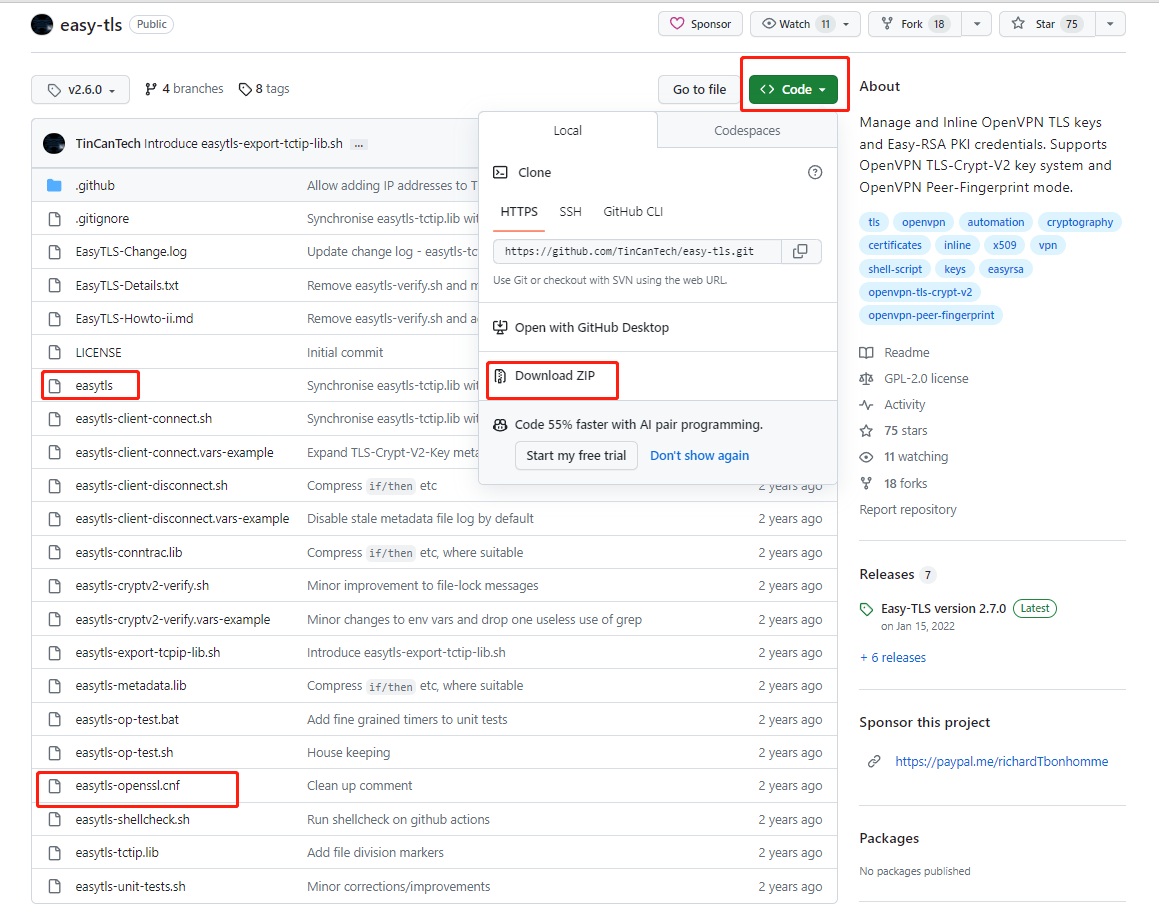 easy-tls Public Sponsor Watch 11 Fork 18 Star 75
v2.6.0 4 branches 8 tags Go to file Code
TinCanTech Introduce easytls-export-tctip-lib.sh ...
.github Allow adding IP addresses to T
.gitignore Synchronise easytls-tctip.lib wit
EasyTLS-Change.log Update change log - easytls-tc
EasyTLS-Details.txt Remove easytls-verify.sh and m
EasyTLS-Howto-ii.md Remove easytls-verify.sh and a
LICENSE Initial commit
easytls Synchronise easytls-tctip.lib wit
easytls-client-connect.sh Synchronise easytls-tctip.lib wit
easytls-client-connect.vars-example Expand TLS-Crypt-V2-Key meta
easytls-client-disconnect.sh Compress if/then etc 2 years ago
easytls-client-disconnect.vars-example Disable stale metadata file log by default 2 years ago
easytls-conntrac.lib Compress if/then etc, where suitable 2 years ago
easytls-cryptv2-verify.sh Minor improvement to file-lock messages 2 years ago
easytls-cryptv2-verify.vars-example Minor changes to env vars and drop one useless use of grep 2 years ago
easytls-export-tcpip-lib.sh Introduce easytls-export-tctip-lib.sh 2 years ago
easytls-metadata.lib Compress if/then etc, where suitable 2 years ago
easytls-op-test.bat Add fine grained timers to unit tests 2 years ago
easytls-op-test.sh House keeping 2 years ago
easytls-openssl.cnf Clean up comment 2 years ago
easytls-shellcheck.sh Run shellcheck on github actions 2 years ago
easytls-tctip.lib Add file division markers 2 years ago
easytls-unit-tests.sh Minor corrections/improvements 2 years ago
Local Codespaces
Clone
HTTPS SSH GitHub CLI
https://github.com/TinCanTech/easy-tls.git
Use Git or checkout with SVN using the web URL.
Open with GitHub Desktop
Download ZIP
Code 55% faster with AI pair programming.
Start my free trial Don't show again
About
Manage and Inline OpenVPN TLS keys
and Easy-RSA PKI credentials. Supports
OpenVPN TLS-Crypt-V2 key system and
OpenVPN Peer-Fingerprint mode.
tls openvpn automation cryptography
certificates inline x509 vpn
shell-script keys easyrsa
openvpn-tls-crypt-v2
openvpn-peer-fingerprint
Readme
GPL-2.0 license
Activity
75 stars
11 watching
18 forks
Report repository
Releases 7
Easy-TLS version 2.7.0 Latest
on Jan 15, 2022
+ 6 releases
Sponsor this project
https://paypal.me/richardTbonhomme
Packages
No packages published